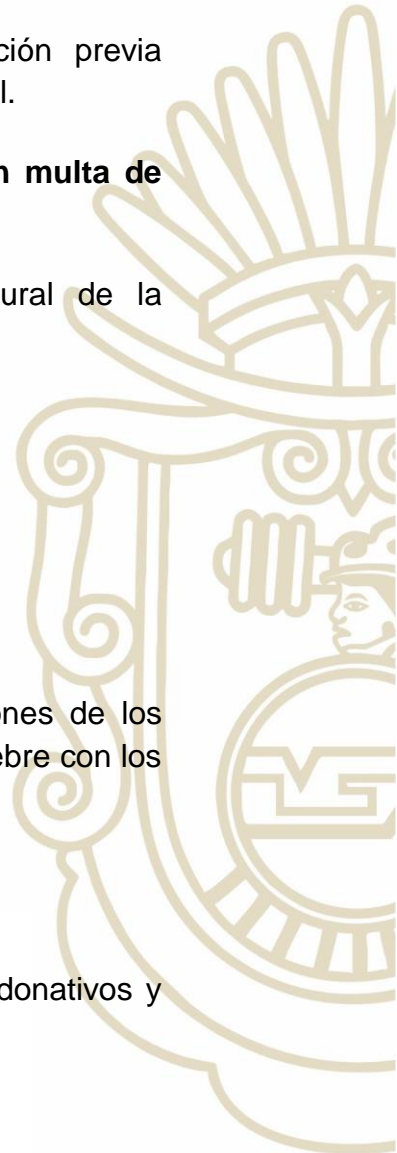 ción previa
l.
n multa de
ural de la
ones de los
ebre con los
donativos y